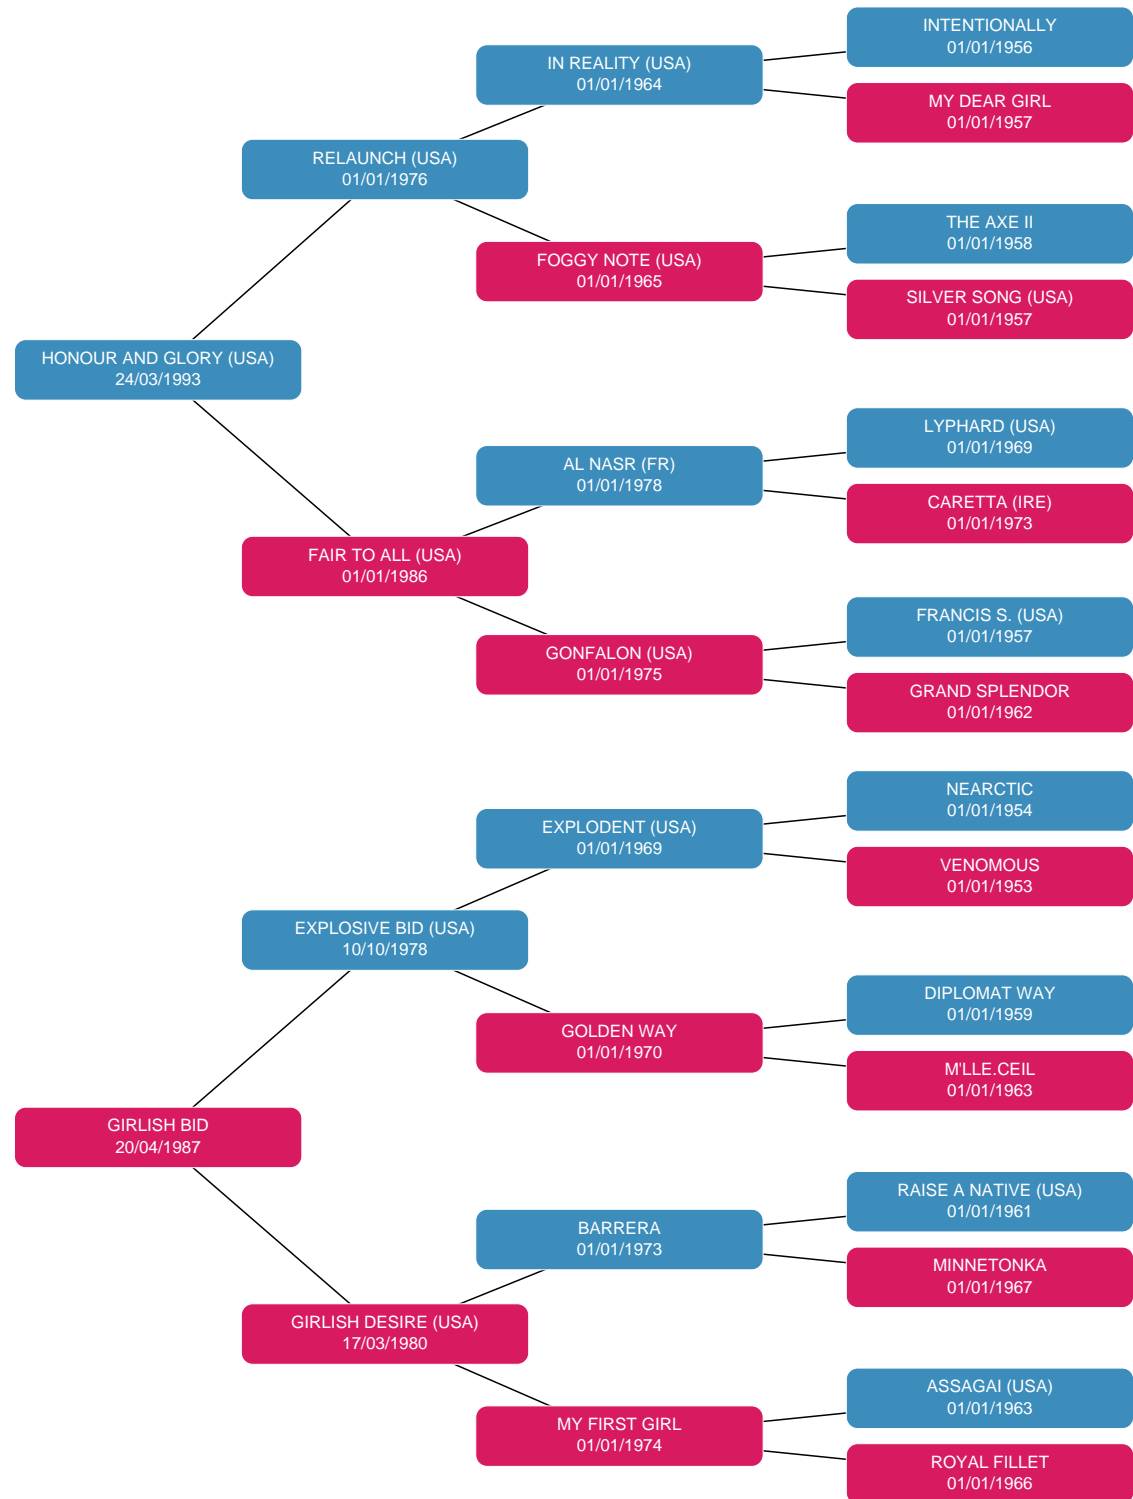 INTENTIONALLY
01/01/1956
IN REALITY (USA)
01/01/1964
MY DEAR GIRL
01/01/1957
RELAUNCH (USA)
01/01/1976
THE AXE II
01/01/1958
FOGGY NOTE (USA)
01/01/1965
SILVER SONG (USA)
01/01/1957
HONOUR AND GLORY (USA)
24/03/1993
LYPHARD (USA)
01/01/1969
AL NASR (FR)
01/01/1978
CARETTA (IRE)
01/01/1973
FAIR TO ALL (USA)
01/01/1986
FRANCIS S. (USA)
01/01/1957
GONFALON (USA)
01/01/1975
GRAND SPLENDOR
01/01/1962
NEARCTIC
01/01/1954
EXPLODENT (USA)
01/01/1969
VENOMOUS
01/01/1953
EXPLOSIVE BID (USA)
10/10/1978
DIPLOMAT WAY
01/01/1959
GOLDEN WAY
01/01/1970
M'LLE.CEIL
01/01/1963
GIRLISH BID
20/04/1987
RAISE A NATIVE (USA)
01/01/1961
BARRERA
01/01/1973
MINNETONKA
01/01/1967
GIRLISH DESIRE (USA)
17/03/1980
ASSAGAI (USA)
01/01/1963
MY FIRST GIRL
01/01/1974
ROYAL FILLET
01/01/1966